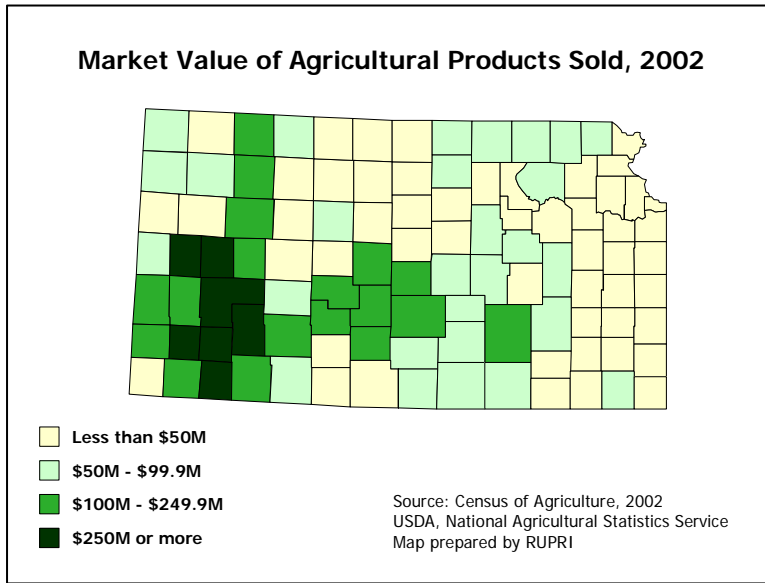 Market Value of Agricultural Products Sold, 2002
Less than $50M
$50M - $99.9M
$100M - $249.9M
$250M or more
Source: Census of Agriculture, 2002
USDA, National Agricultural Statistics Service
Map prepared by RUPRI